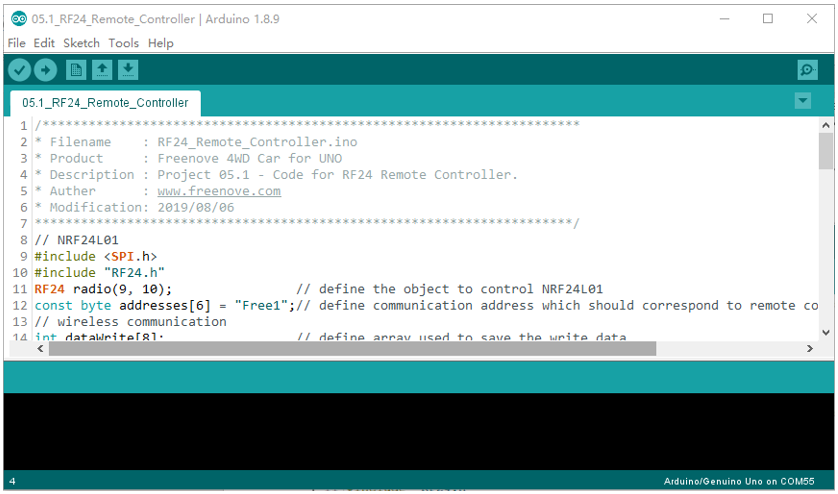 05.1_RF24_Remote_Controller | Arduino 1.8.9
File Edit Sketch Tools Help
05.1_RF24_Remote_Controller
1 /**********************************************************************
2 * Filename    : RF24_Remote_Controller.ino
3 * Product     : Freenove 4WD Car for UNO
4 * Description : Project 05.1 - Code for RF24 Remote Controller.
5 * Auther      : www.freenove.com
6 * Modification: 2019/08/06
7 **********************************************************************/
8 // NRF24L01
9 #include <SPI.h>
10 #include "RF24.h"
11 RF24 radio(9, 10);                // define the object to control NRF24L01
12 const byte addresses[6] = "Free1";// define communication address which should correspond to remote co
13 // wireless communication
14 int dataWrite[8];                 // define array used to save the write data
4 Arduino/Genuino Uno on COM55